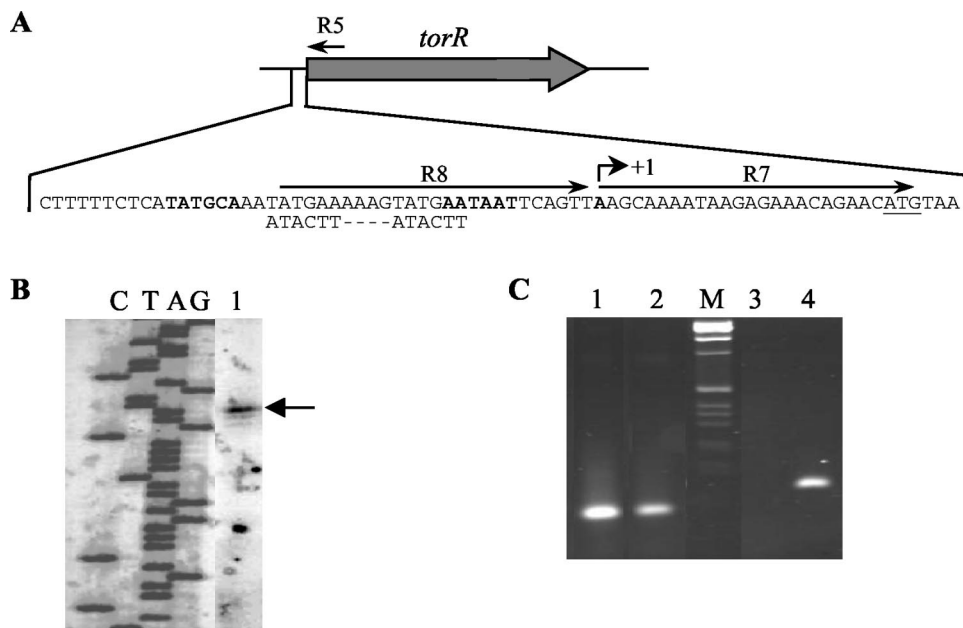 A
R5
torR
R8
+1
R7
CTTTTTCTCATATGCAAATATGAAAAAGTATGAATAATTCAGTTAAGCAAAATAAGAGAAACAGAACATGTAA
ATACTT----ATACTT
B
C T A G 1
C
1 2 M 3 4